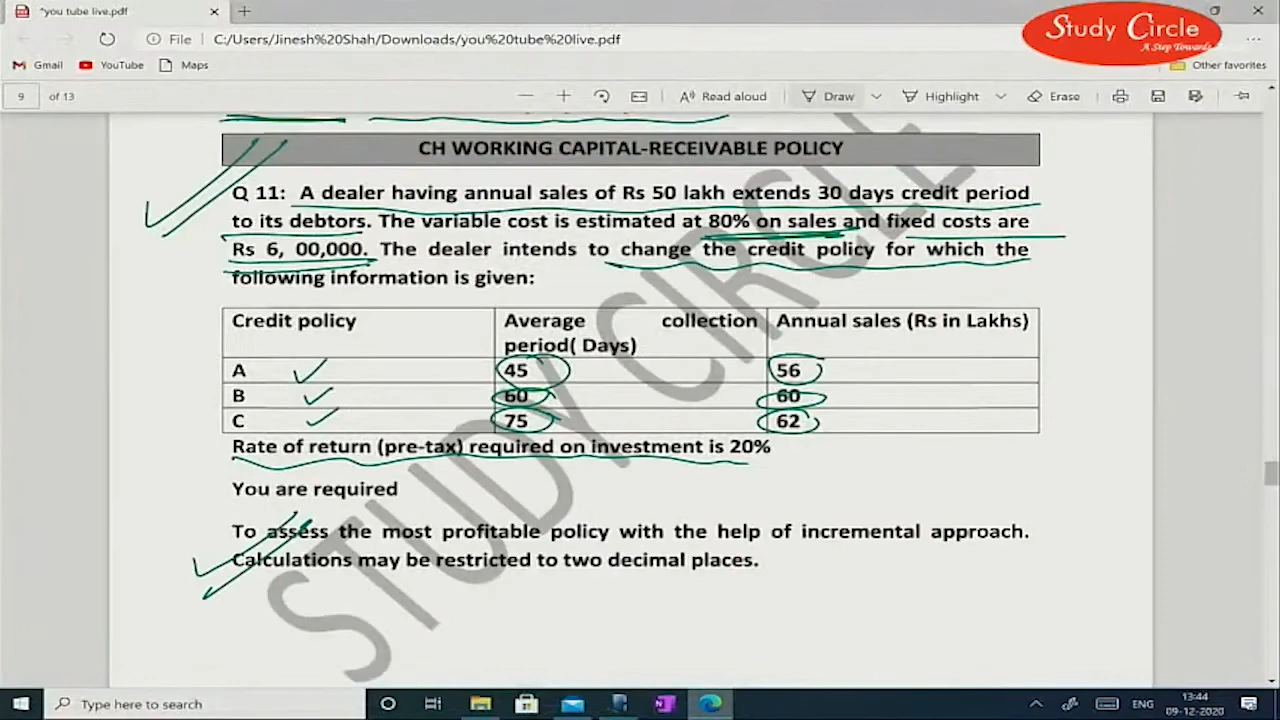 *you tube live.pdf
Study Circle
A Step Towards
File C:/Users/Jinesh%20Shah/Downloads/you%20tube%20live.pdf
Gmail YouTube Maps Other favorites
9 of 13 Read aloud Draw Highlight Erase
CH WORKING CAPITAL-RECEIVABLE POLICY
Q 11: A dealer having annual sales of Rs 50 lakh extends 30 days credit period
to its debtors. The variable cost is estimated at 80% on sales and fixed costs are
Rs 6, 00,000. The dealer intends to change the credit policy for which the
following information is given:
Credit policy Average collection Annual sales (Rs in Lakhs)
period( Days)
A 45 56
B 60 60
C 75 62
Rate of return (pre-tax) required on investment is 20%
You are required
To assess the most profitable policy with the help of incremental approach.
Calculations may be restricted to two decimal places.
STUDY CIRCLE
Type here to search
ENG
13:44
09-12-2020